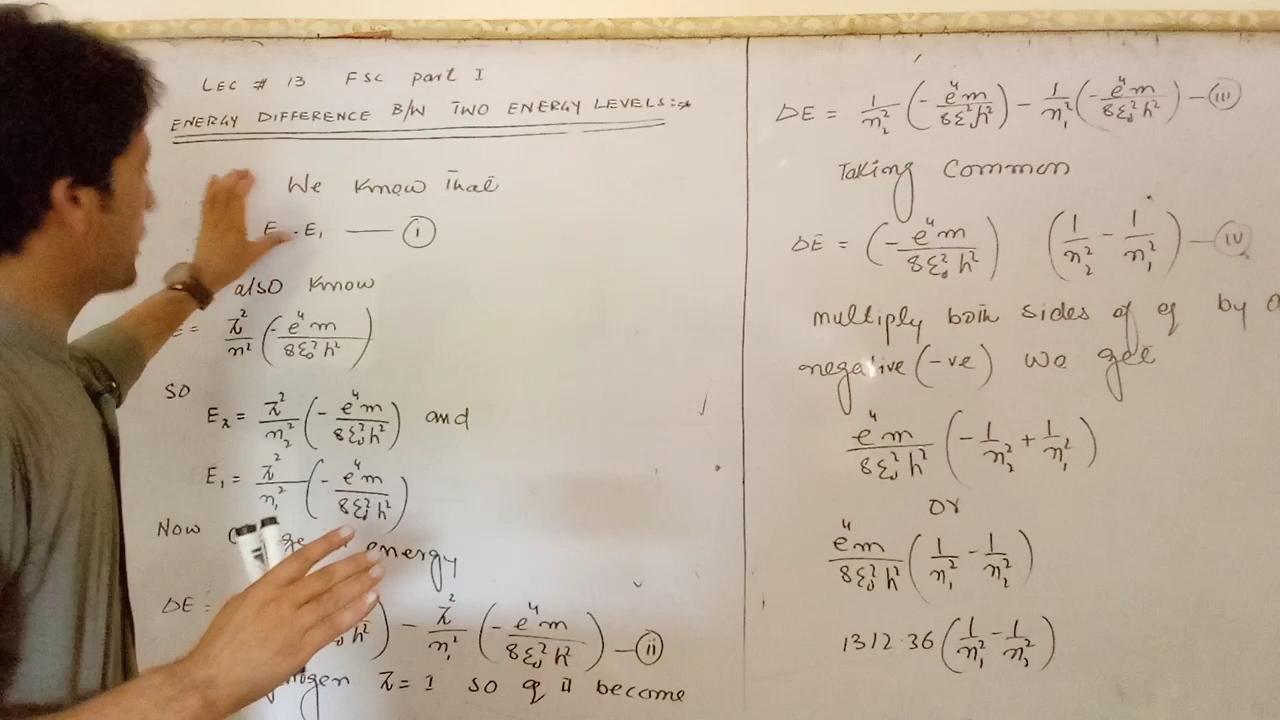 LEC # 13 FSC part I
ENERGY DIFFERENCE B/W TWO ENERGY LEVELS:-
We know that
E - E₁ — (i)
also know
= Z²/n² (-e⁴m/8ε₀²h²)
so
E₂ = Z²/n₂² (-e⁴m/8ε₀²h²) and
E₁ = Z²/n₁² (-e⁴m/8ε₀²h²)
Now energy
ΔE = h²) - Z²/n₁² (-e⁴m/8ε₀²h²) — (ii)
ogen Z = 1 so eq ii become
ΔE = 1/n₂² (-e⁴m/8ε₀²h²) - 1/n₁² (-e⁴m/8ε₀²h²) — (iii)
Taking Common
ΔE = (-e⁴m/8ε₀²h²) (1/n₂² - 1/n₁²) — (iv)
multiply both sides of eq by a
negative (-ve) we get
e⁴m/8ε₀²h² (-1/n₂² + 1/n₁²)
or
e⁴m/8ε₀²h² (1/n₁² - 1/n₂²)
1312.36 (1/n₁² - 1/n₂²)